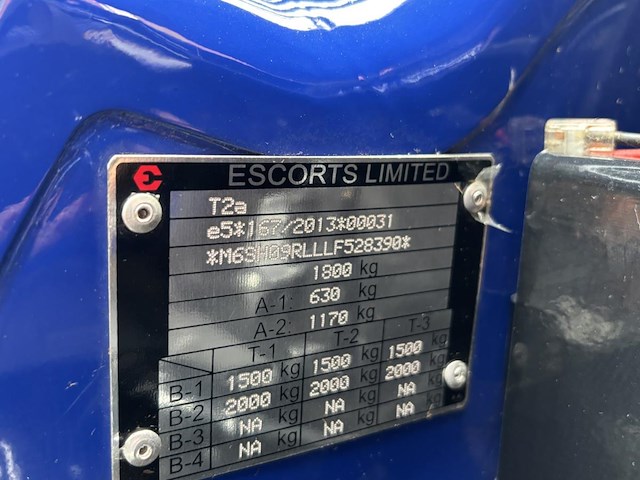 ESCORTS LIMITED
T2a
e5*167/2013*00031
*M6SH09RLLLF528390*
1800 kg
A-1: 630 kg
A-2: 1170 kg
T-1 T-2 T-3
B-1 1500 kg 1500 kg 1500 kg
B-2 2000 kg 2000 kg 2000 kg
B-3 NA kg NA kg NA kg
B-4 NA kg NA kg NA kg